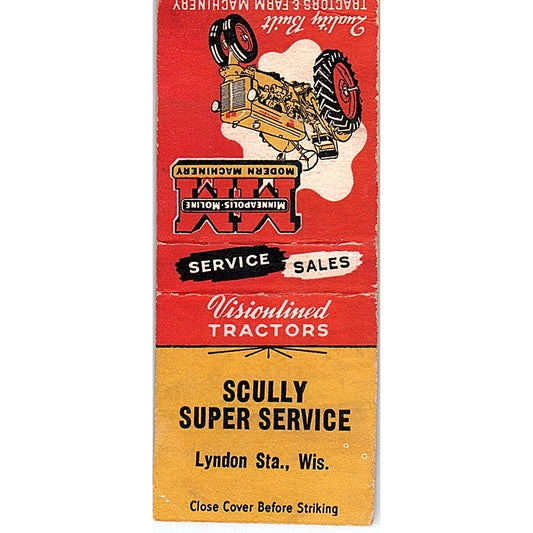 Quality Built
TRACTORS & FARM MACHINERY
MINNEAPOLIS-MOLINE
MODERN MACHINERY
SERVICE SALES
Visionlined
TRACTORS
SCULLY
SUPER SERVICE
Lyndon Sta., Wis.
Close Cover Before Striking